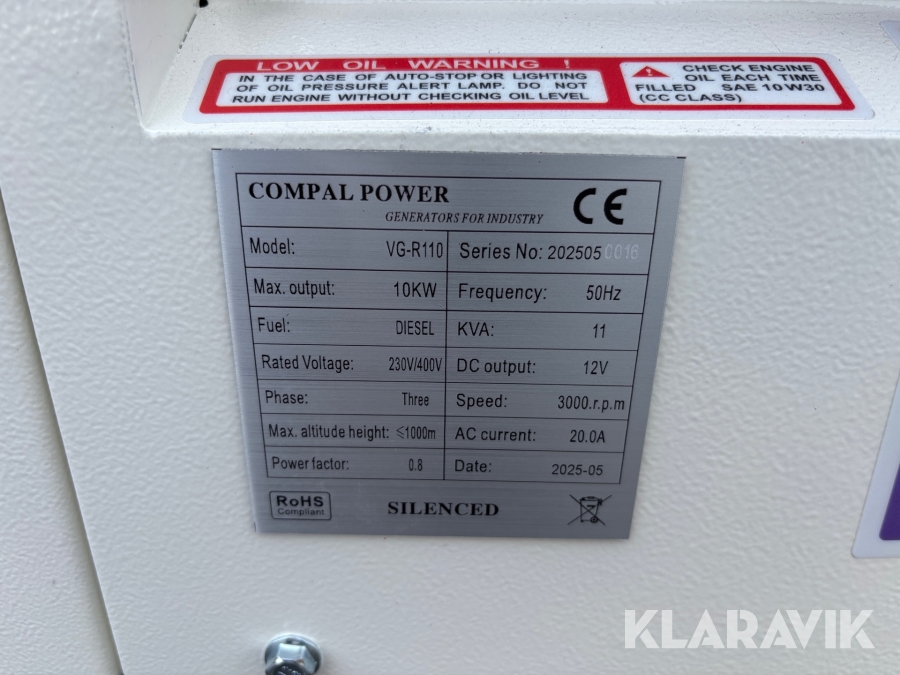 LOW OIL WARNING !
IN THE CASE OF AUTO-STOP OR LIGHTING
OF OIL PRESSURE ALERT LAMP. DO NOT
RUN ENGINE WITHOUT CHECKING OIL LEVEL
CHECK ENGINE
OIL EACH TIME
FILLED SAE 10W30
(CC CLASS)
COMPAL POWER
GENERATORS FOR INDUSTRY
CE
Model: VG-R110 Series No: 202505 0016
Max. output: 10KW Frequency: 50Hz
Fuel: DIESEL KVA: 11
Rated Voltage: 230V/400V DC output: 12V
Phase: Three Speed: 3000.r.p.m
Max. altitude height: ≤1000m AC current: 20.0A
Power factor: 0.8 Date: 2025-05
RoHS
Compliant
SILENCED
KLARAVIK